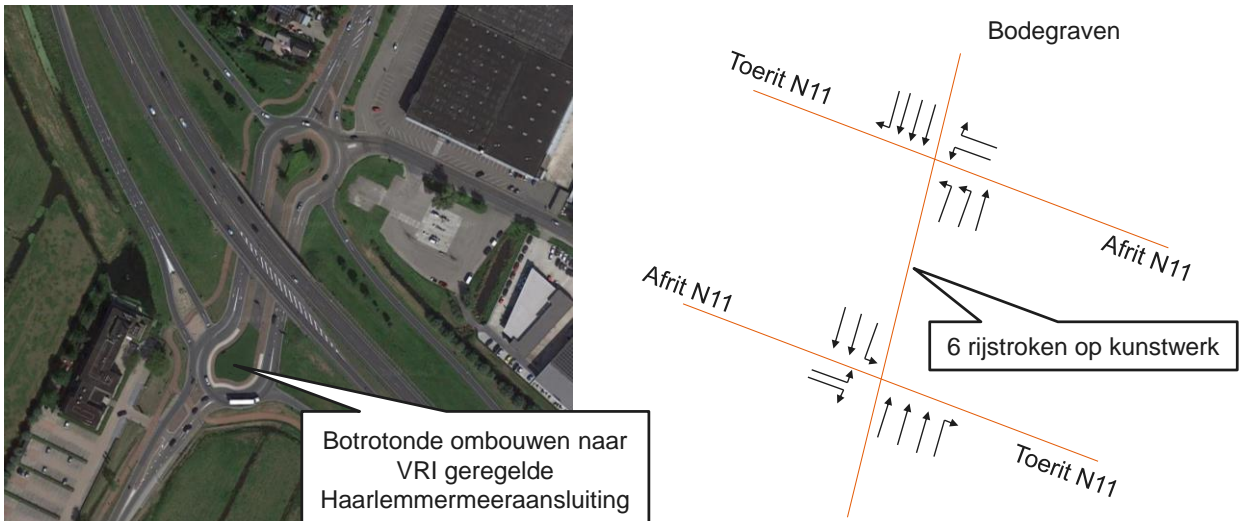 Bodegraven
Toerit N11
Afrit N11
Afrit N11
6 rijstroken op kunstwerk
Toerit N11
Botrotonde ombouwen naar
VRI geregelde
Haarlemmermeeraansluiting